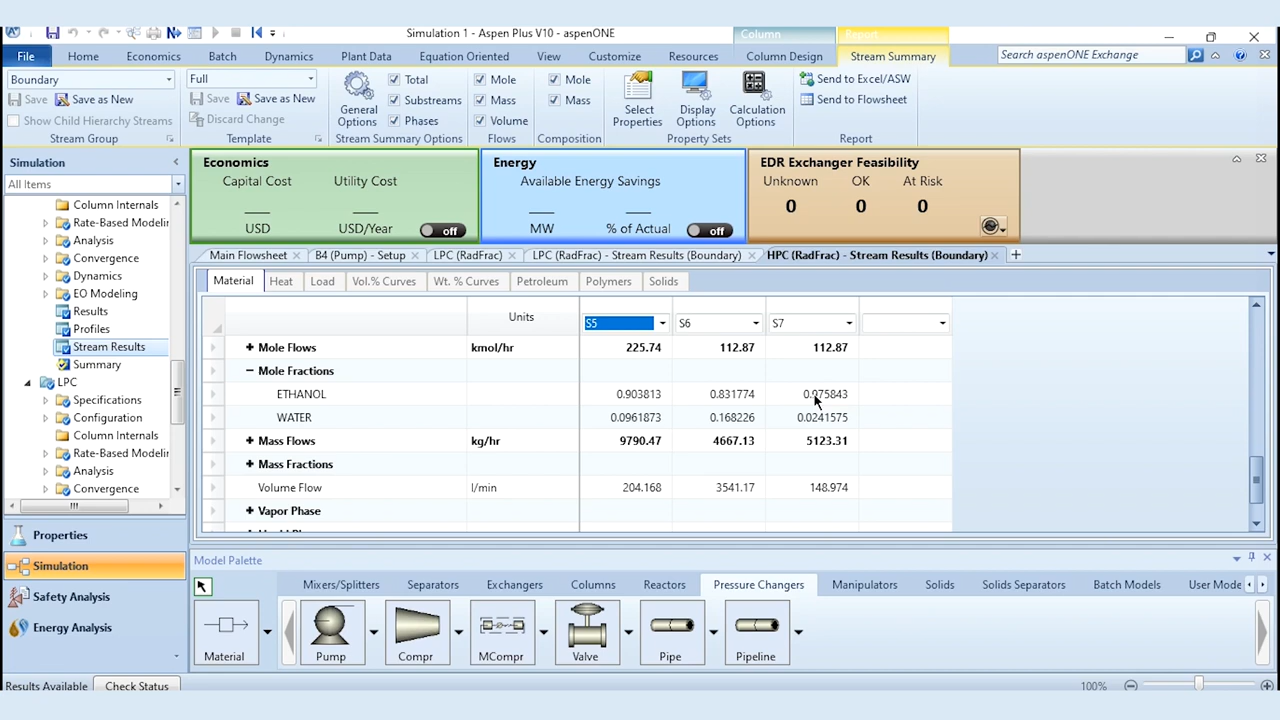 Simulation 1 - Aspen Plus V10 - aspenONE
Column
Report
File
Home
Economics
Batch
Dynamics
Plant Data
Equation Oriented
View
Customize
Resources
Column Design
Stream Summary
Search aspenONE Exchange
Boundary
Save
Save as New
Show Child Hierarchy Streams
Stream Group
Full
Save
Save as New
Discard Change
Template
General Options
Total
Substreams
Phases
Stream Summary Options
Mole
Mass
Volume
Flows
Mole
Mass
Composition
Select Properties
Display Options
Calculation Options
Property Sets
Send to Excel/ASW
Send to Flowsheet
Report
Simulation
All Items
Column Internals
Rate-Based Modelin
Analysis
Convergence
Dynamics
EO Modeling
Results
Profiles
Stream Results
Summary
LPC
Specifications
Configuration
Column Internals
Rate-Based Modelin
Analysis
Convergence
Properties
Simulation
Safety Analysis
Energy Analysis
Economics
Capital Cost Utility Cost
USD USD/Year off
Energy
Available Energy Savings
MW % of Actual off
EDR Exchanger Feasibility
Unknown OK At Risk
0 0 0
Main Flowsheet
B4 (Pump) - Setup
LPC (RadFrac)
LPC (RadFrac) - Stream Results (Boundary)
HPC (RadFrac) - Stream Results (Boundary)
Material Heat Load Vol.% Curves Wt. % Curves Petroleum Polymers Solids
Units S5 S6 S7
Mole Flows kmol/hr 225.74 112.87 112.87
Mole Fractions
ETHANOL 0.903813 0.831774 0.975843
WATER 0.0961873 0.168226 0.0241575
Mass Flows kg/hr 9790.47 4667.13 5123.31
Mass Fractions
Volume Flow l/min 204.168 3541.17 148.974
Vapor Phase
Model Palette
Mixers/Splitters Separators Exchangers Columns Reactors Pressure Changers Manipulators Solids Solids Separators Batch Models User Mode
Material Pump Compr MCompr Valve Pipe Pipeline
Results Available Check Status 100%